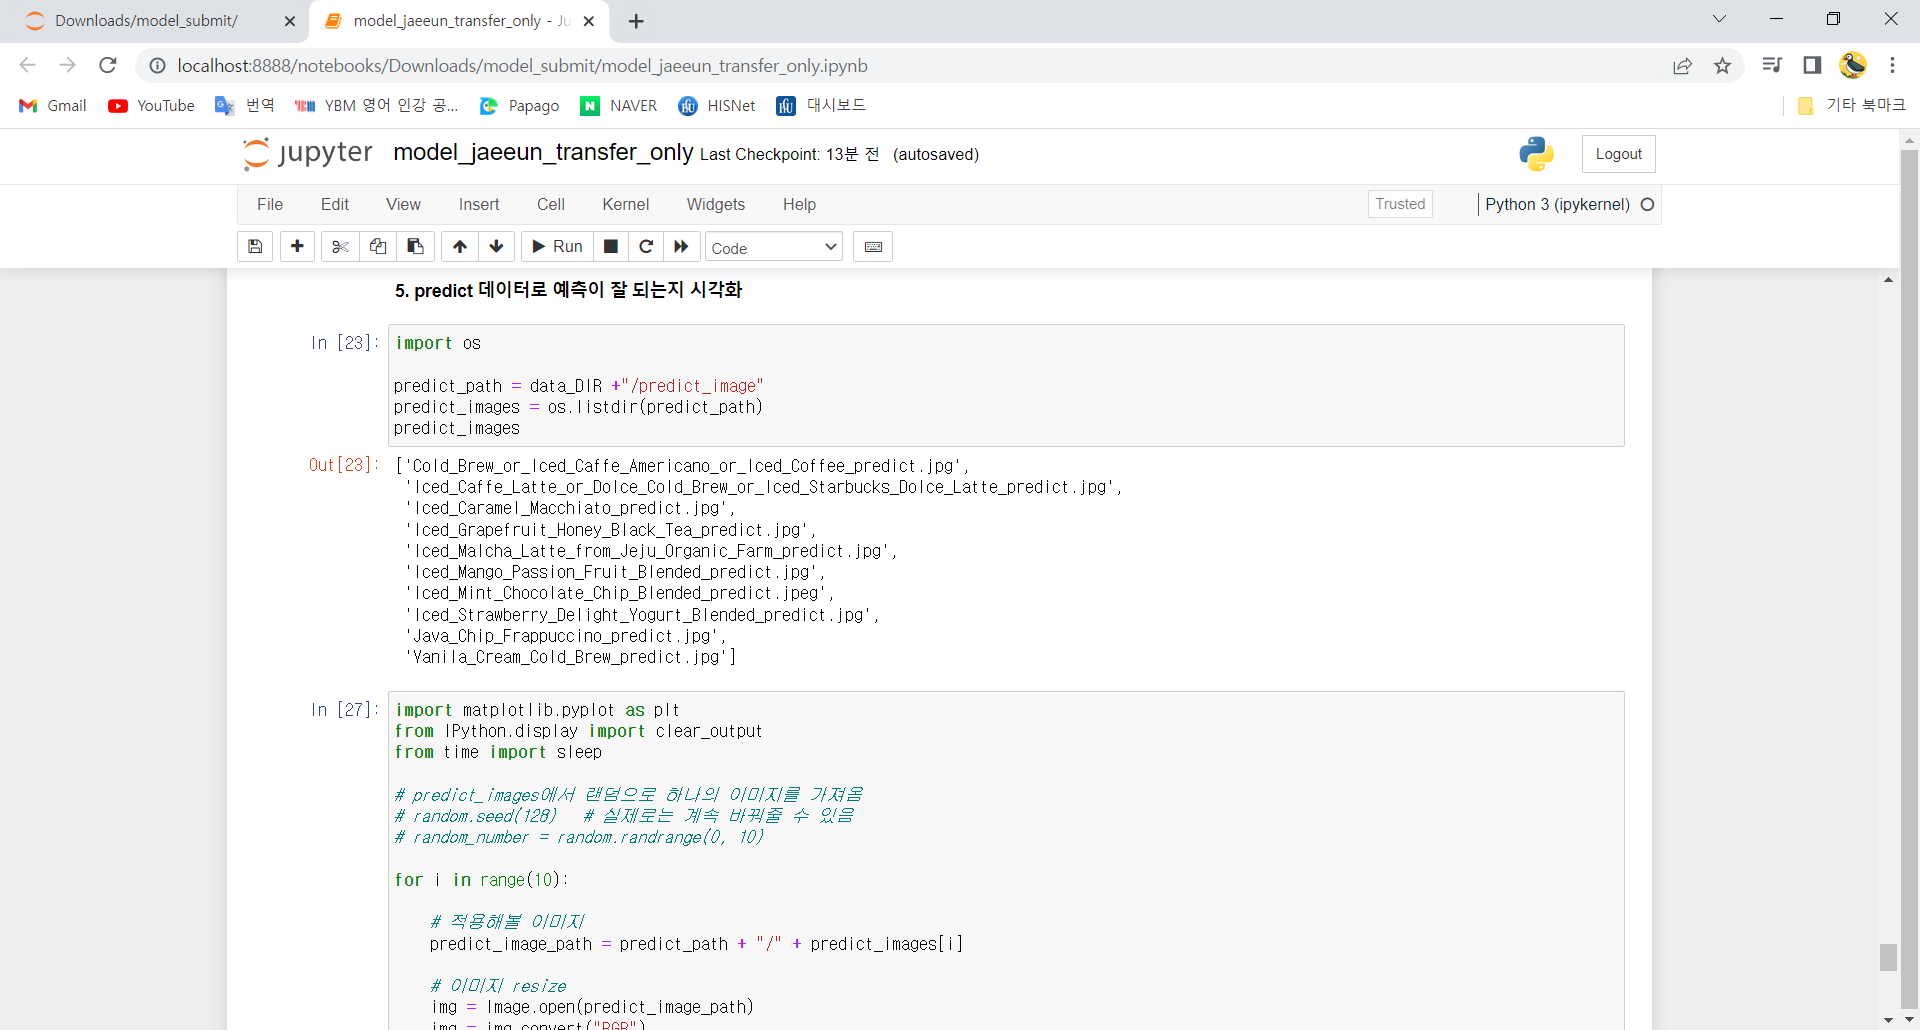 Downloads/model_submit/
model_jaeeun_transfer_only - Ju
localhost:8888/notebooks/Downloads/model_submit/model_jaeeun_transfer_only.ipynb
Gmail YouTube 번역 YBM 영어 인강 공... Papago NAVER HISNet 대시보드 기타 북마크
jupyter model_jaeeun_transfer_only Last Checkpoint: 13분 전 (autosaved) Logout
File Edit View Insert Cell Kernel Widgets Help Trusted Python 3 (ipykernel)
Run Code
5. predict 데이터로 예측이 잘 되는지 시각화
In [23]: import os
predict_path = data_DIR +"/predict_image"
predict_images = os.listdir(predict_path)
predict_images
Out[23]: ['Cold_Brew_or_Iced_Caffe_Americano_or_Iced_Coffee_predict.jpg',
'Iced_Caffe_Latte_or_Dolce_Cold_Brew_or_Iced_Starbucks_Dolce_Latte_predict.jpg',
'Iced_Caramel_Macchiato_predict.jpg',
'Iced_Grapefruit_Honey_Black_Tea_predict.jpg',
'Iced_Malcha_Latte_from_Jeju_Organic_Farm_predict.jpg',
'Iced_Mango_Passion_Fruit_Blended_predict.jpg',
'Iced_Mint_Chocolate_Chip_Blended_predict.jpeg',
'Iced_Strawberry_Delight_Yogurt_Blended_predict.jpg',
'Java_Chip_Frappuccino_predict.jpg',
'Vanila_Cream_Cold_Brew_predict.jpg']
In [27]: import matplotlib.pyplot as plt
from IPython.display import clear_output
from time import sleep
# predict_images에서 랜덤으로 하나의 이미지를 가져옴
# random.seed(128) # 실제로는 계속 바꿔줄 수 있음
# random_number = random.randrange(0, 10)
for i in range(10):
# 적용해볼 이미지
predict_image_path = predict_path + "/" + predict_images[i]
# 이미지 resize
img = Image.open(predict_image_path)
img = img.convert("RGB")